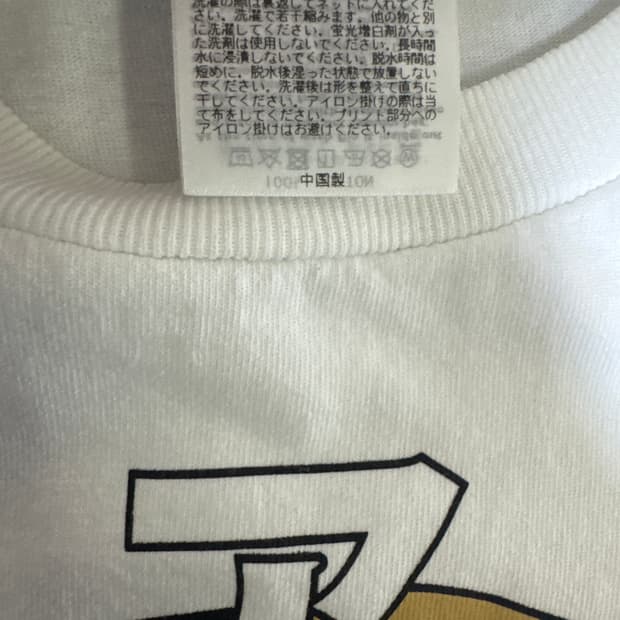 洗濯の際は裏返してネットに入れてくだ
さい。洗濯で若干縮みます。他の物と別
に洗濯してください。蛍光増白剤が入っ
た洗剤は使用しないでください。長時間
水に浸漬しないでください。脱水時間は
短めに。脱水後湿った状態で放置しない
でください。洗濯後は形を整えて直ちに
干してください。アイロン掛けの際は当
て布をしてください。プリント部分への
アイロン掛けはお避けください。
中国製
ア